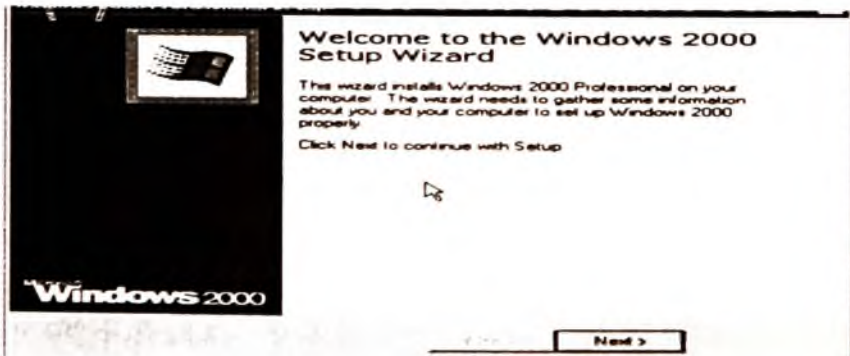 Welcome to the Windows 2000
Setup Wizard
This wizard installs Windows 2000 Professional on your
computer. The wizard needs to gather some information
about you and your computer to set up Windows 2000
properly.
Click Next to continue with Setup
Windows 2000
Next >